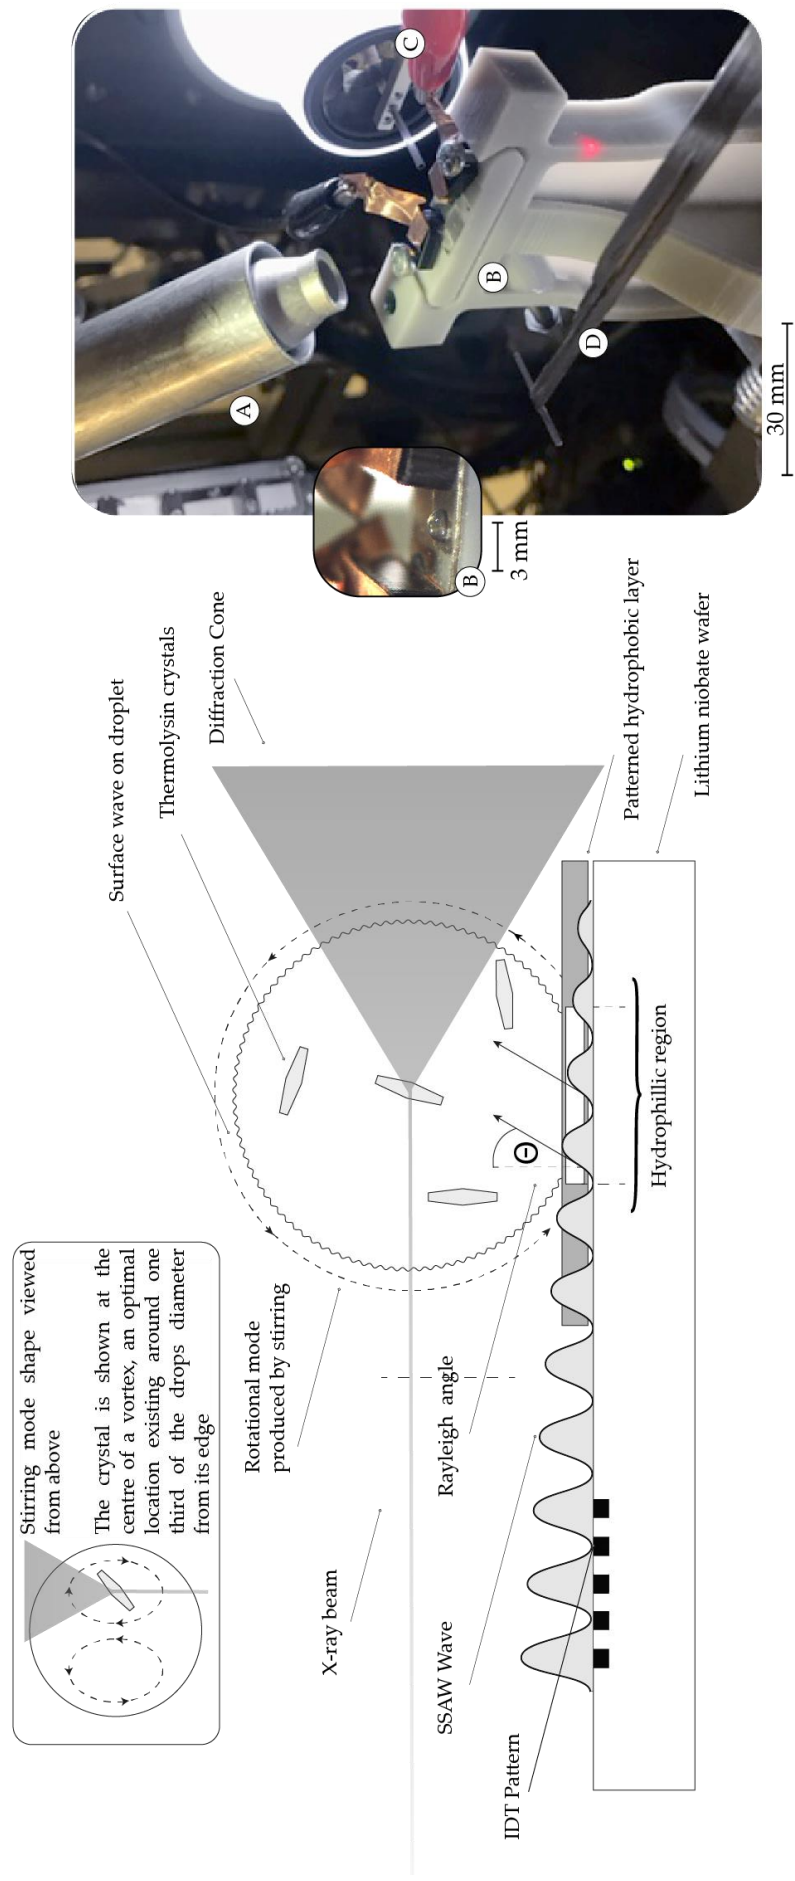 Stirring mode shape viewed
from above
The crystal is shown at the
centre of a vortex, an optimal
location existing around one
third of the drops diameter
from its edge
Surface wave on droplet
Thermolysin crystals
Diffraction Cone
Rotational mode
produced by stirring
X-ray beam
Rayleigh angle
SSAW Wave
IDT Pattern
Θ
Hydrophillic region
Patterned hydrophobic layer
Lithium niobate wafer
A
B
C
D
B
3 mm
30 mm